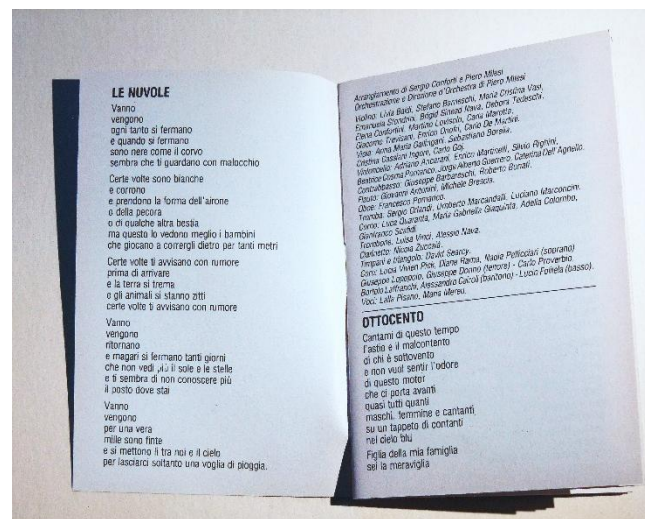 LE NUVOLE
Vanno
vengono
ogni tanto si fermano
e quando si fermano
sono nere come il corvo
sembra che ti guardano con malocchio
Certe volte sono bianche
e corrono
e prendono la forma dell'airone
o della pecora
o di qualche altra bestia
ma questo lo vedono meglio i bambini
che giocano a corrergli dietro per tanti metri
Certe volte ti avvisano con rumore
prima di arrivare
e la terra si trema
e gli animali si stanno zitti
certe volte ti avvisano con rumore
Vanno
vengono
ritornano
e magari si fermano tanti giorni
che non vedi più il sole e le stelle
e ti sembra di non conoscere più
il posto dove stai
Vanno
vengono
per una vera
mille sono finte
e si mettono lì tra noi e il cielo
per lasciarci soltanto una voglia di pioggia.
Arrangiamento di Sergio Conforti e Piero Milesi
Orchestrazione e Direzione d'Orchestra di Piero Milesi
Violino: Livia Baldi, Stefano Barneschi, Maria Cristina Vasi,
Emanuela Sfondrini, Brigid Sinead Nava, Debora Tedeschi,
Elena Confortini, Martino Lovisolo, Carla Marotta,
Giacomo Trevisani, Enrico Onofri, Carlo De Martini.
Viola: Anna Maria Gallingani, Sebastiano Borella,
Cristina Cassiani Ingoni, Carlo Goj.
Violoncello: Adriano Ancarani, Enrico Martinelli, Silvio Righini,
Beatrice Cosma Pomarico, Jorge Alberto Guerrero, Caterina Dell'Agnello.
Contrabbasso: Giuseppe Barbareschi, Roberto Bonati.
Flauto: Giovanni Antonini, Michele Brescia.
Oboe: Francesco Pomarico.
Tromba: Sergio Orlandi, Umberto Marcandalli, Luciano Marconcini.
Corno: Luca Quaranta, Maria Gabriella Giaquinta, Adelia Colombo,
Gianfranco Scafidi.
Trombone: Luisa Vinci, Alessio Nava.
Clarinetto: Nicola Zuccalà.
Timpani e triangolo: David Searcy.
Cori: Lucia Vivien Pick, Diane Rama, Nadia Pellicciari (soprano)
Giuseppe Lopopolo, Giuseppe Donno (tenore) - Carlo Proverbio,
Bartolo Laffranchi, Alessandro Calcoli (baritono) - Lucio Forhela (basso).
Voci: Lalla Pisano, Maria Mereu.
OTTOCENTO
Cantami di questo tempo
l'astio e il malcontento
di chi è sottovento
e non vuol sentir l'odore
di questo motor
che ci porta avanti
quasi tutti quanti
maschi, femmine e cantanti
su un tappeto di contanti
nel cielo blu
Figlia della mia famiglia
sei la meraviglia